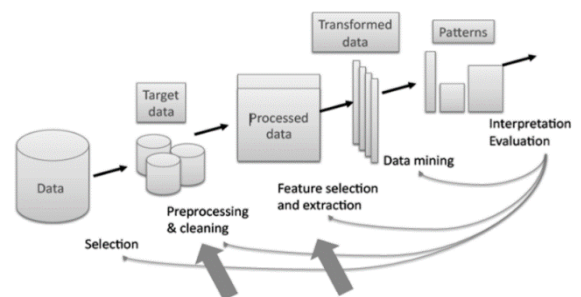 Transformed
data
Patterns
Target
data
Processed
data
Interpretation
Evaluation
Data mining
Data
Feature selection
and extraction
Preprocessing
& cleaning
Selection